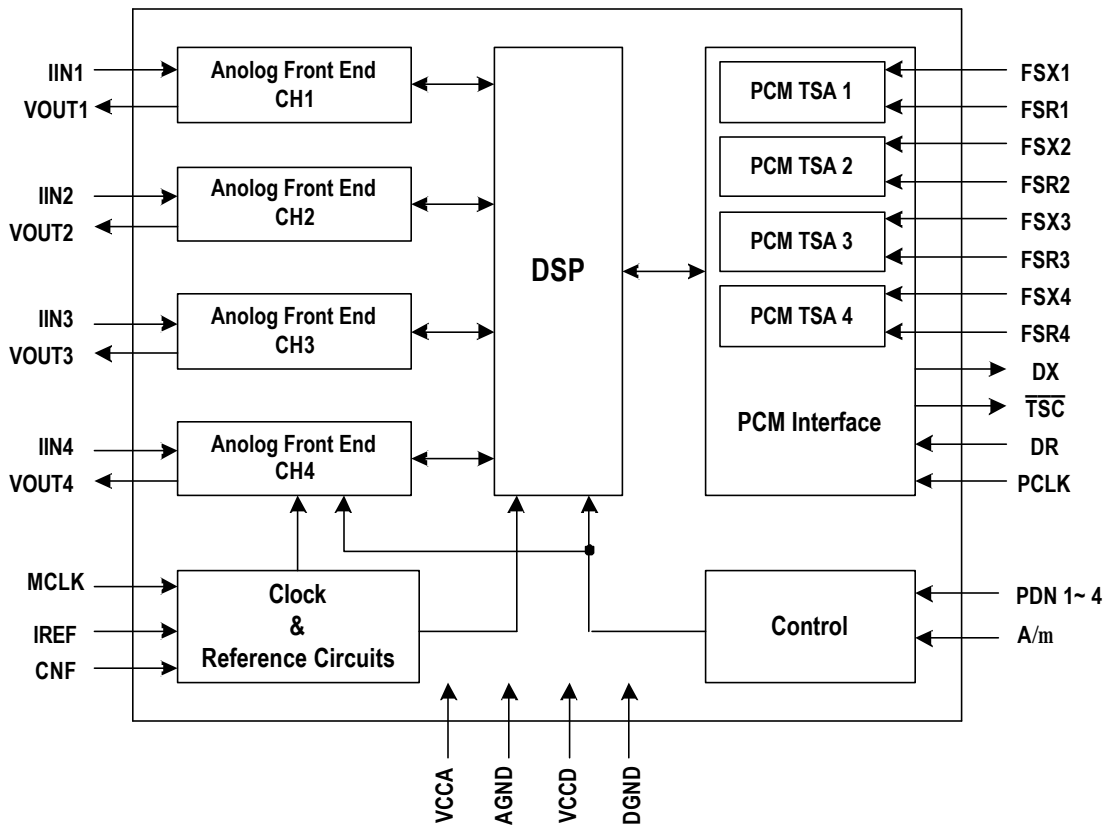 IIN1
VOUT1
Anolog Front End
CH1
IIN2
VOUT2
Anolog Front End
CH2
IIN3
VOUT3
Anolog Front End
CH3
IIN4
VOUT4
Anolog Front End
CH4
DSP
PCM TSA 1
PCM TSA 2
PCM TSA 3
PCM TSA 4
PCM Interface
FSX1
FSR1
FSX2
FSR2
FSX3
FSR3
FSX4
FSR4
DX
TSC
DR
PCLK
MCLK
IREF
CNF
Clock
&
Reference Circuits
Control
PDN 1~ 4
A/m
VCCA
AGND
VCCD
DGND